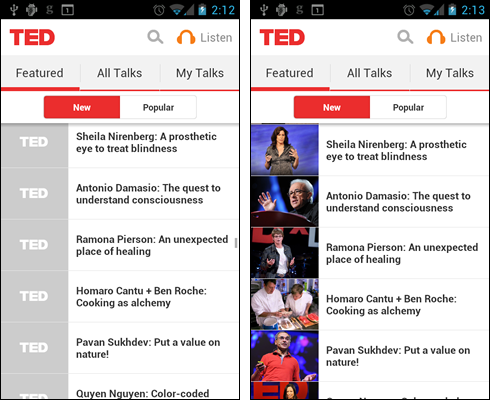 2:12
TED
Listen
Featured
All Talks
My Talks
New
Popular
TED
Sheila Nirenberg: A prosthetic
eye to treat blindness
TED
Antonio Damasio: The quest to
understand consciousness
TED
Ramona Pierson: An unexpected
place of healing
TED
Homaro Cantu + Ben Roche:
Cooking as alchemy
TED
Pavan Sukhdev: Put a value on
nature!
Quyen Nguyen: Color-coded
2:13
TED
Listen
Featured
All Talks
My Talks
New
Popular
Sheila Nirenberg: A prosthetic
eye to treat blindness
Antonio Damasio: The quest to
understand consciousness
Ramona Pierson: An unexpected
place of healing
Homaro Cantu + Ben Roche:
Cooking as alchemy
Pavan Sukhdev: Put a value on
nature!